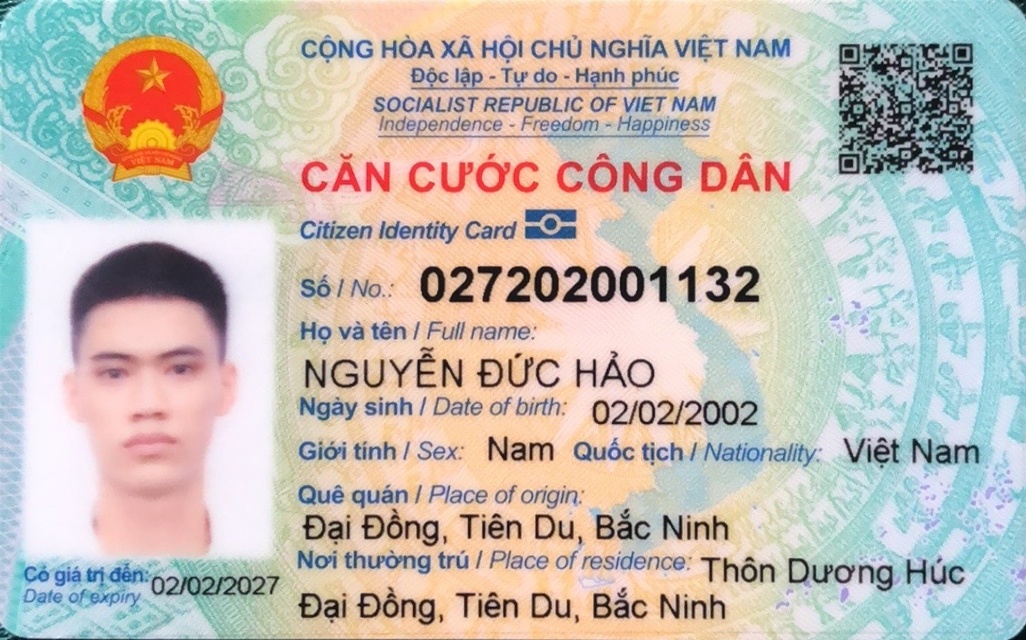 CỘNG HÒA XÃ HỘI CHỦ NGHĨA VIỆT NAM
Độc lập - Tự do - Hạnh phúc
SOCIALIST REPUBLIC OF VIET NAM
Independence - Freedom - Happiness
CĂN CƯỚC CÔNG DÂN
Citizen Identity Card
VIỆT NAM
Số / No.: 027202001132
Họ và tên / Full name:
NGUYỄN ĐỨC HẢO
Ngày sinh / Date of birth: 02/02/2002
Giới tính / Sex: Nam Quốc tịch / Nationality: Việt Nam
Quê quán / Place of origin:
Đại Đồng, Tiên Du, Bắc Ninh
Nơi thường trú / Place of residence: Thôn Dương Húc
Đại Đồng, Tiên Du, Bắc Ninh
Có giá trị đến: 02/02/2027
Date of expiry